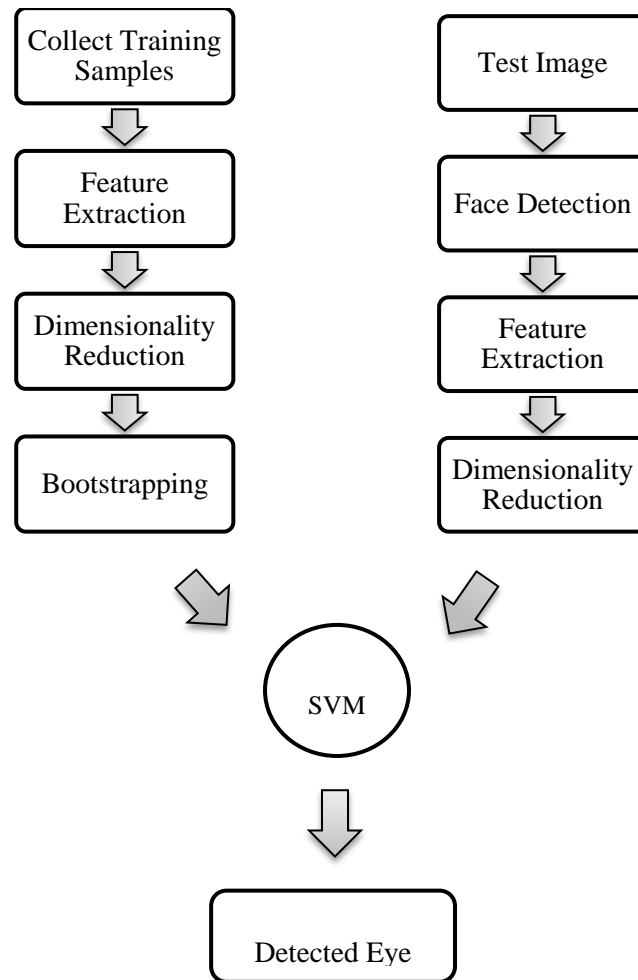 Collect Training
Samples
Feature
Extraction
Dimensionality
Reduction
Bootstrapping
Test Image
Face Detection
Feature
Extraction
Dimensionality
Reduction
SVM
Detected Eye